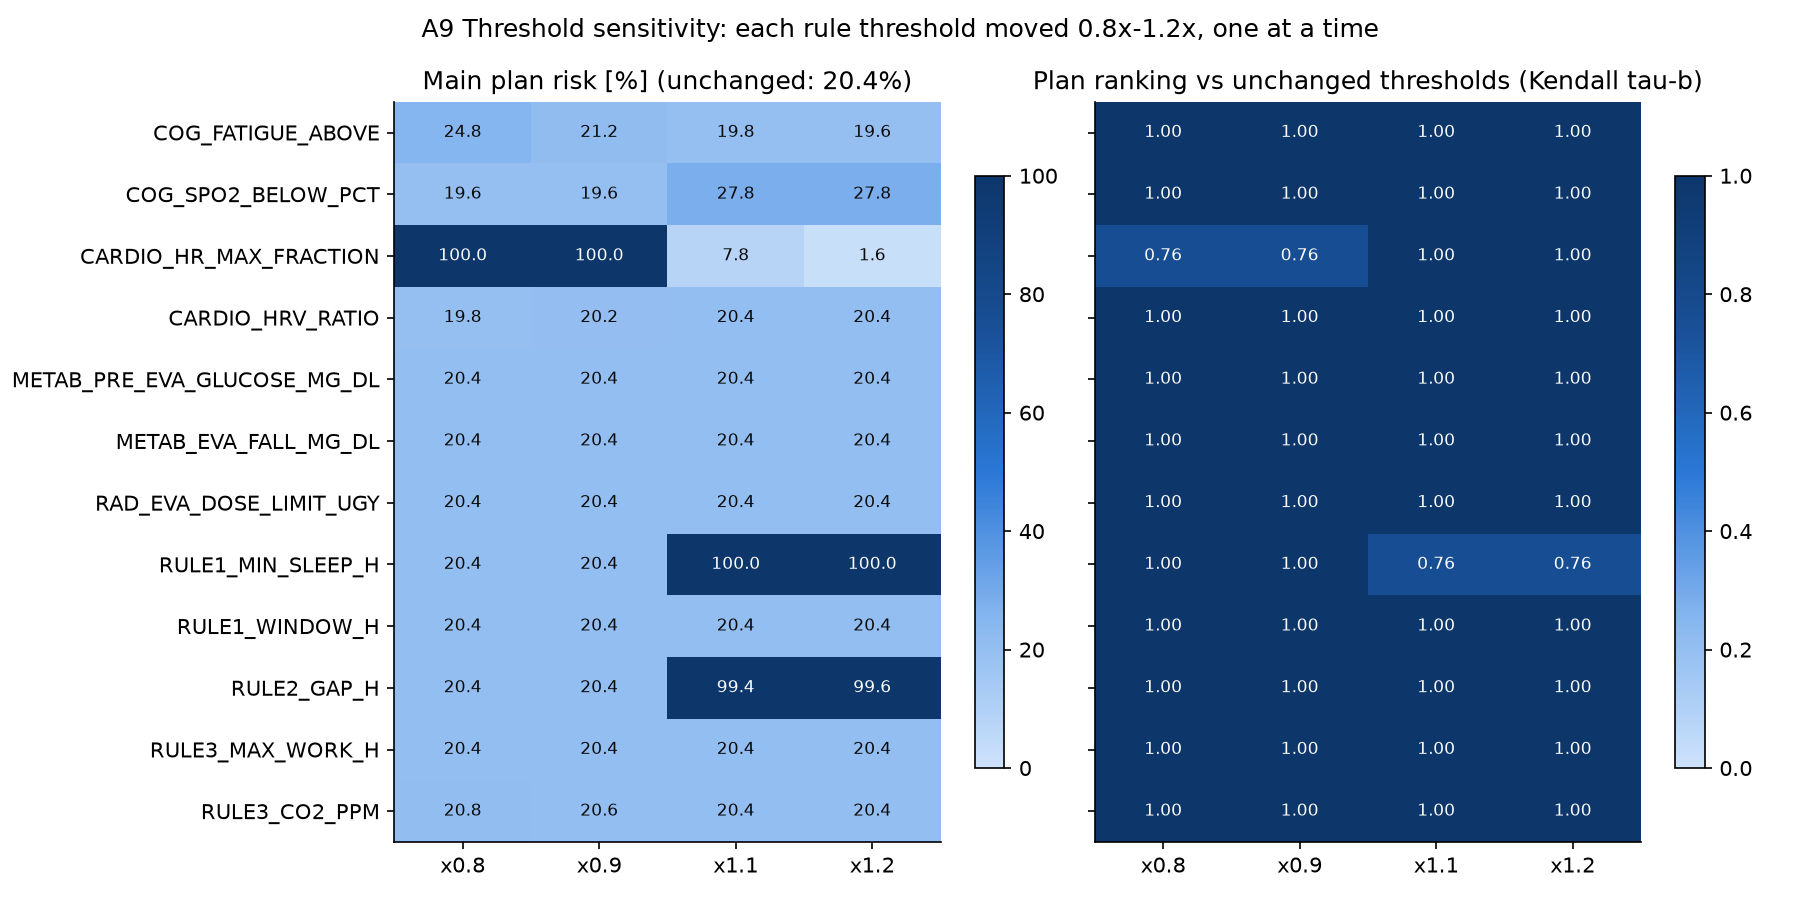 A9 Threshold sensitivity: each rule threshold moved 0.8x-1.2x, one at a time
Main plan risk [%] (unchanged: 20.4%)
COG_FATIGUE_ABOVE 24.8 21.2 19.8 19.6
COG_SPO2_BELOW_PCT 19.6 19.6 27.8 27.8
CARDIO_HR_MAX_FRACTION 100.0 100.0 7.8 1.6
CARDIO_HRV_RATIO 19.8 20.2 20.4 20.4
METAB_PRE_EVA_GLUCOSE_MG_DL 20.4 20.4 20.4 20.4
METAB_EVA_FALL_MG_DL 20.4 20.4 20.4 20.4
RAD_EVA_DOSE_LIMIT_UGY 20.4 20.4 20.4 20.4
RULE1_MIN_SLEEP_H 20.4 20.4 100.0 100.0
RULE1_WINDOW_H 20.4 20.4 20.4 20.4
RULE2_GAP_H 20.4 20.4 99.4 99.6
RULE3_MAX_WORK_H 20.4 20.4 20.4 20.4
RULE3_CO2_PPM 20.8 20.6 20.4 20.4
x0.8 x0.9 x1.1 x1.2
100
80
60
40
20
0
Plan ranking vs unchanged thresholds (Kendall tau-b)
1.00 1.00 1.00 1.00
1.00 1.00 1.00 1.00
0.76 0.76 1.00 1.00
1.00 1.00 1.00 1.00
1.00 1.00 1.00 1.00
1.00 1.00 1.00 1.00
1.00 1.00 1.00 1.00
1.00 1.00 0.76 0.76
1.00 1.00 1.00 1.00
1.00 1.00 1.00 1.00
1.00 1.00 1.00 1.00
1.00 1.00 1.00 1.00
x0.8 x0.9 x1.1 x1.2
1.0
0.8
0.6
0.4
0.2
0.0